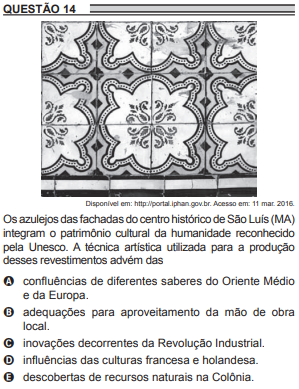 QUESTÃO 14
Disponível em: http://portal.iphan.gov.br. Acesso em: 11 mar. 2016.
Os azulejos das fachadas do centro histórico de São Luís (MA)
integram o patrimônio cultural da humanidade reconhecido
pela Unesco. A técnica artística utilizada para a produção
desses revestimentos advém das
A confluências de diferentes saberes do Oriente Médio
e da Europa.
B adequações para aproveitamento da mão de obra
local.
C inovações decorrentes da Revolução Industrial.
D influências das culturas francesa e holandesa.
E descobertas de recursos naturais na Colônia.